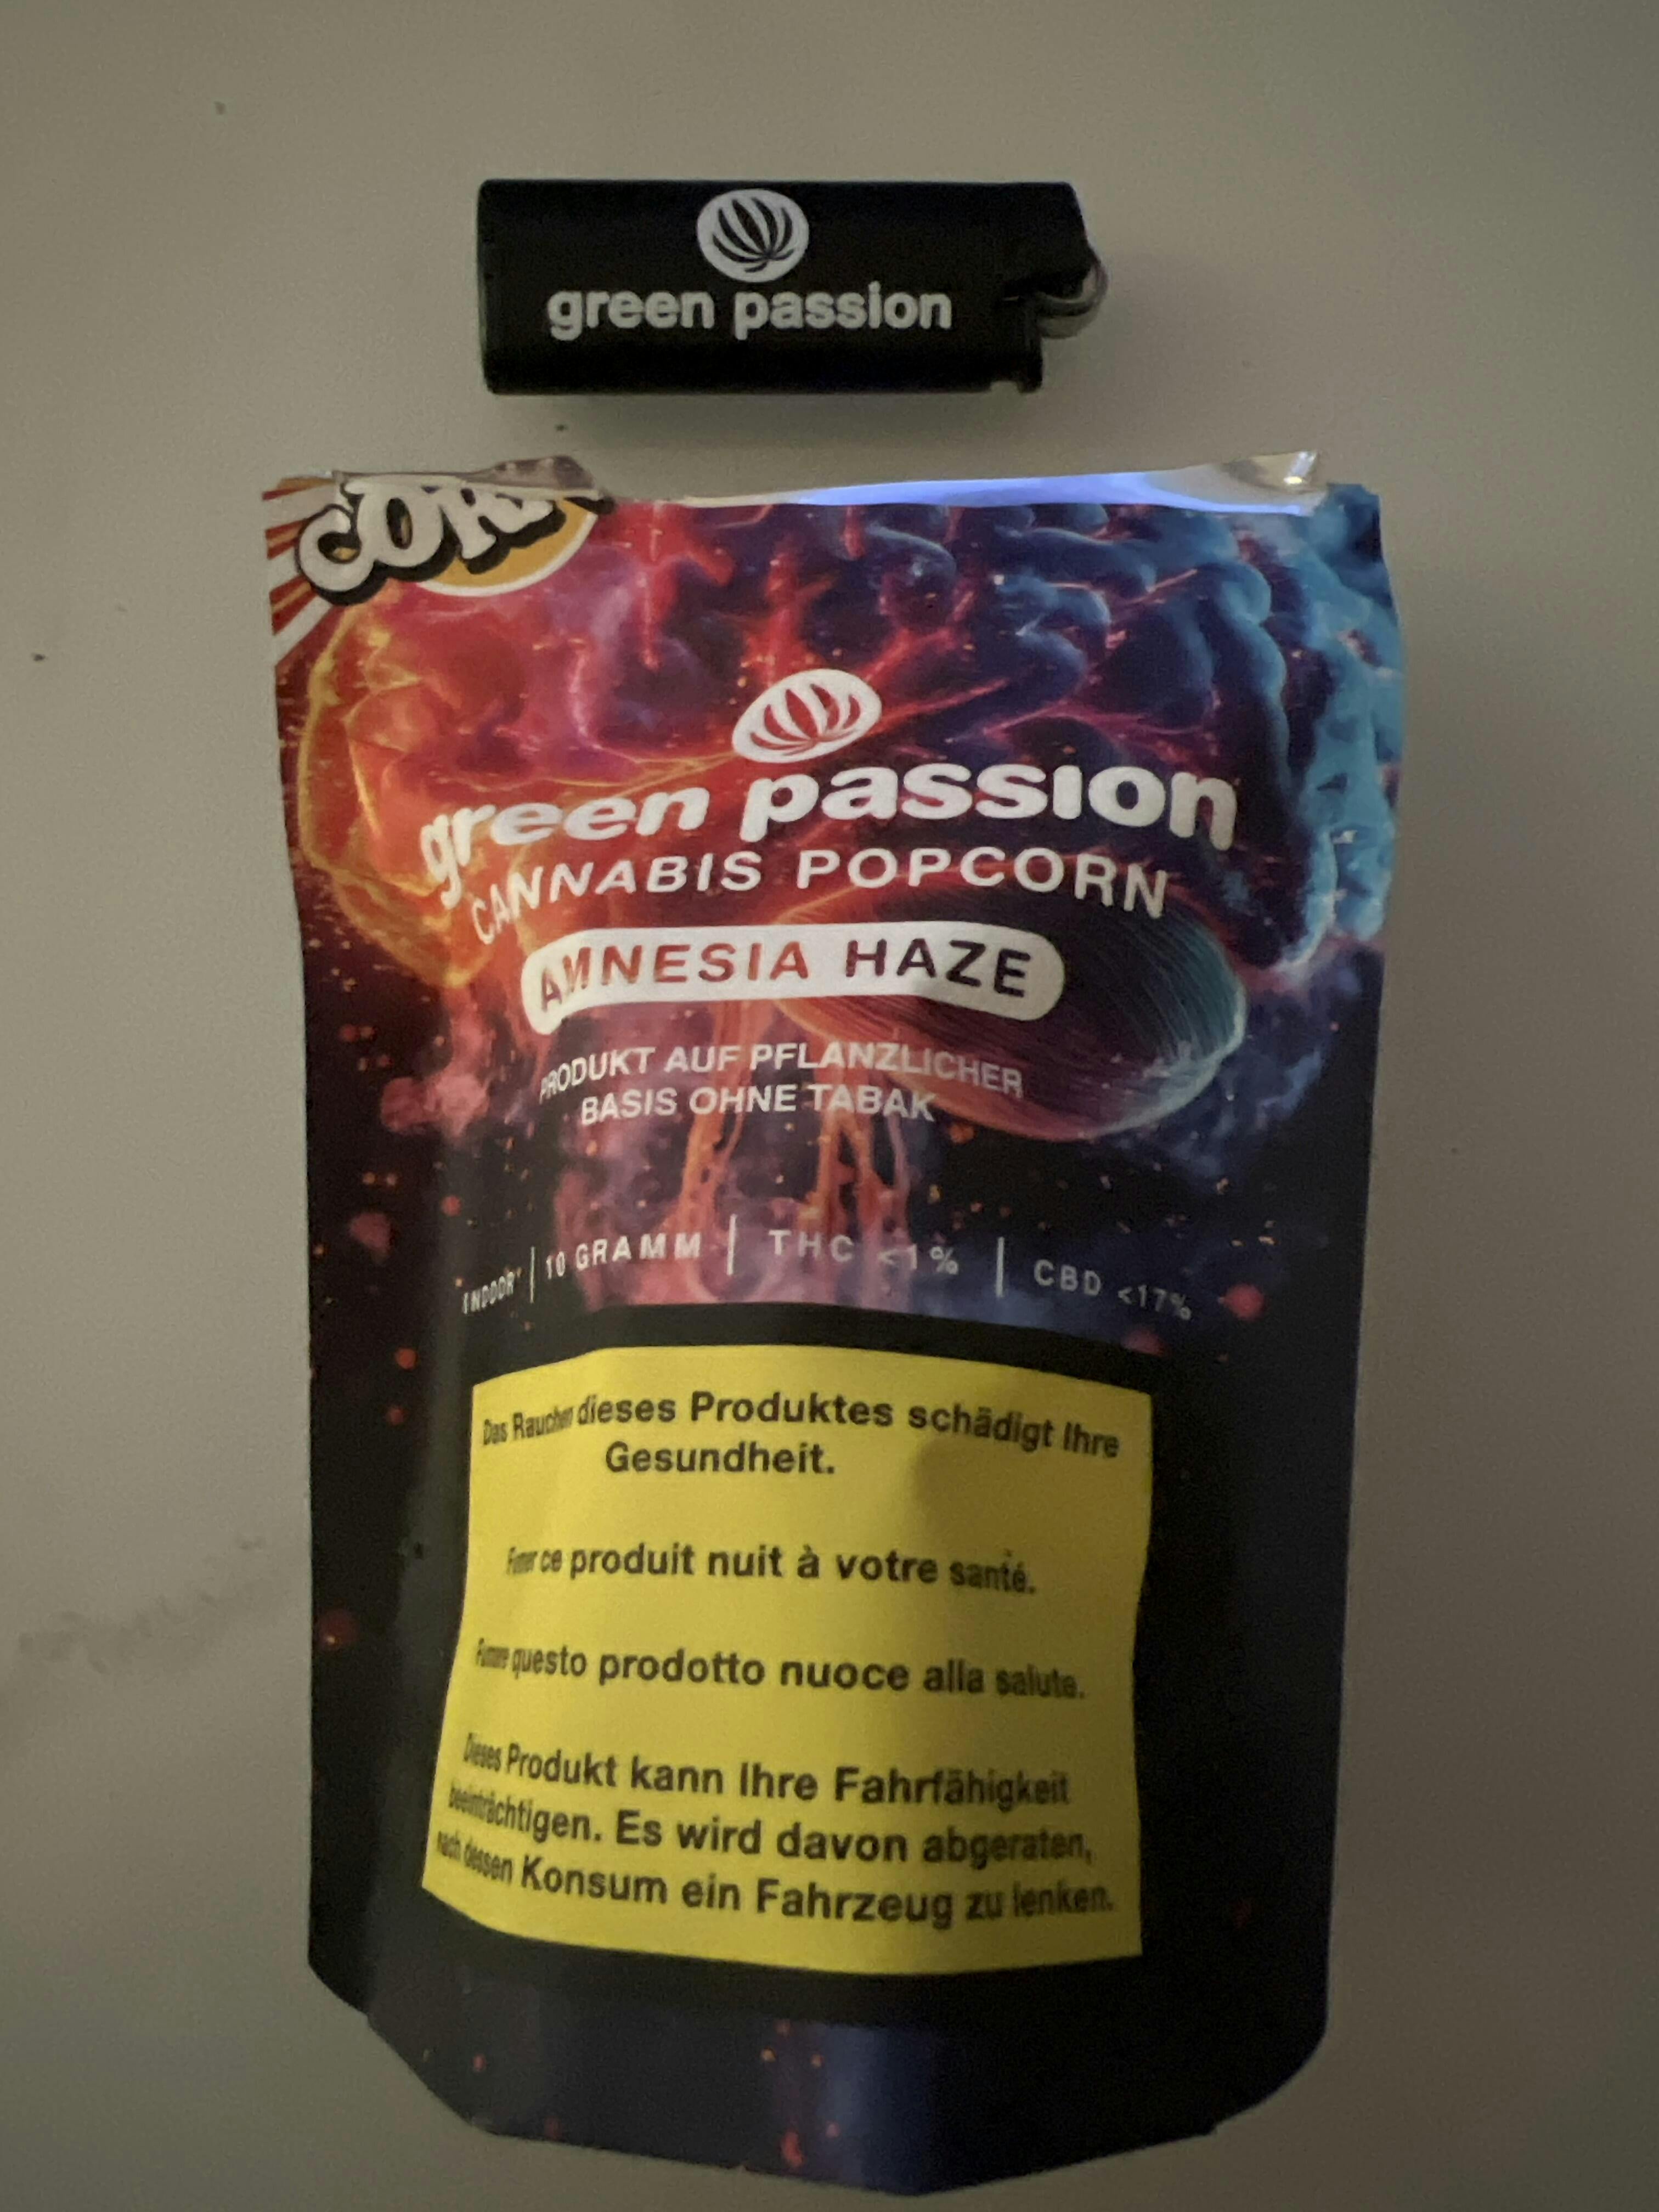 green passion
CORN
green passion
CANNABIS POPCORN
AMNESIA HAZE
PRODUKT AUF PFLANZLICHER
BASIS OHNE TABAK
INDOOR | 10 GRAMM | THC <1% | CBD <17%
Das Rauchen dieses Produktes schädigt Ihre
Gesundheit.
Fumer ce produit nuit à votre santé.
Fumare questo prodotto nuoce alla salute.
Dieses Produkt kann Ihre Fahrfähigkeit
beeinträchtigen. Es wird davon abgeraten,
nach dessen Konsum ein Fahrzeug zu lenken.